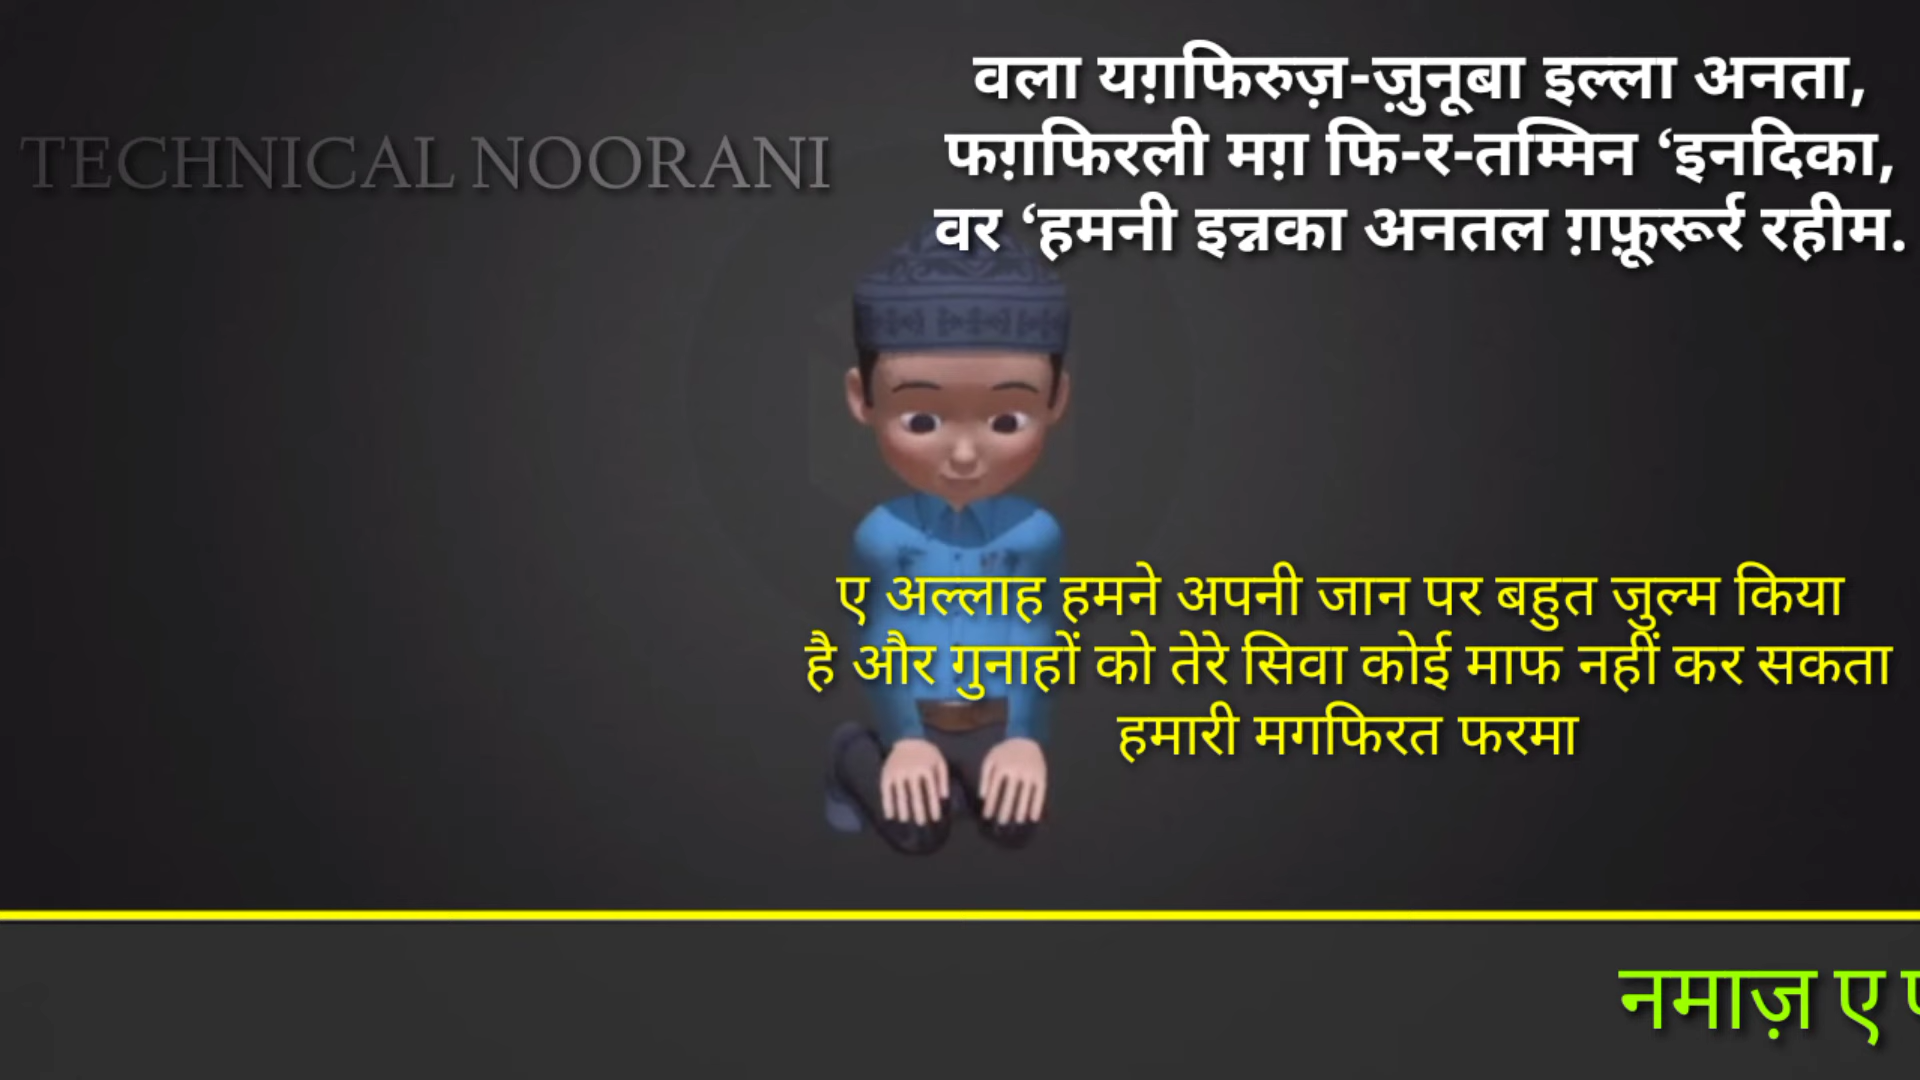 वला यग़फिरुज़-ज़ुनूबा इल्ला अनता,
TECHNICAL NOORANI
फग़फिरली मग़ फि-र-तम्मिन ‘इनदिका,
वर ‘हमनी इन्नका अनतल ग़फ़ूरूर्र रहीम.
ए अल्लाह हमने अपनी जान पर बहुत जुल्म किया
है और गुनाहों को तेरे सिवा कोई माफ नहीं कर सकता
हमारी मगफिरत फरमा
नमाज़ ए